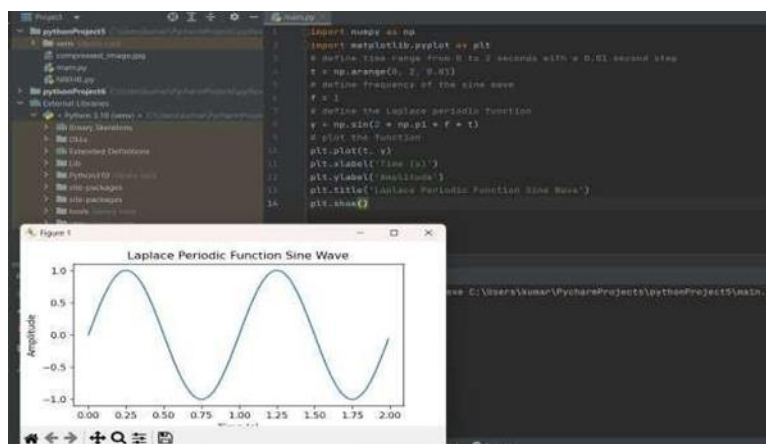 Project
main.py
pythonProject5
venv
compressed_image.jpg
main.py
pythonProject6
External Libraries
Python 3.10 (venv)
Binary Skeletons
DLLs
Extended Definitions
Lib
Python310
site-packages
site-packages
1 import numpy as np
2 import matplotlib.pyplot as plt
# define time range from 0 to 2 seconds with a 0.01 second step
t = np.arange(0, 2, 0.01)
# define frequency of the sine wave
f = 1
# define the Laplace periodic function
y = np.sin(2 * np.pi * f * t)
# plot the function
plt.plot(t, y)
plt.xlabel('Time (s)')
plt.ylabel('Amplitude')
plt.title('Laplace Periodic Function Sine Wave')
14 plt.show()
Figure 1
Laplace Periodic Function Sine Wave
1.0
0.5
0.0
−0.5
−1.0
Amplitude
0.00 0.25 0.50 0.75 1.00 1.25 1.50 1.75 2.00
C:\Users\kumar\PycharmProjects\pythonProject5\main.